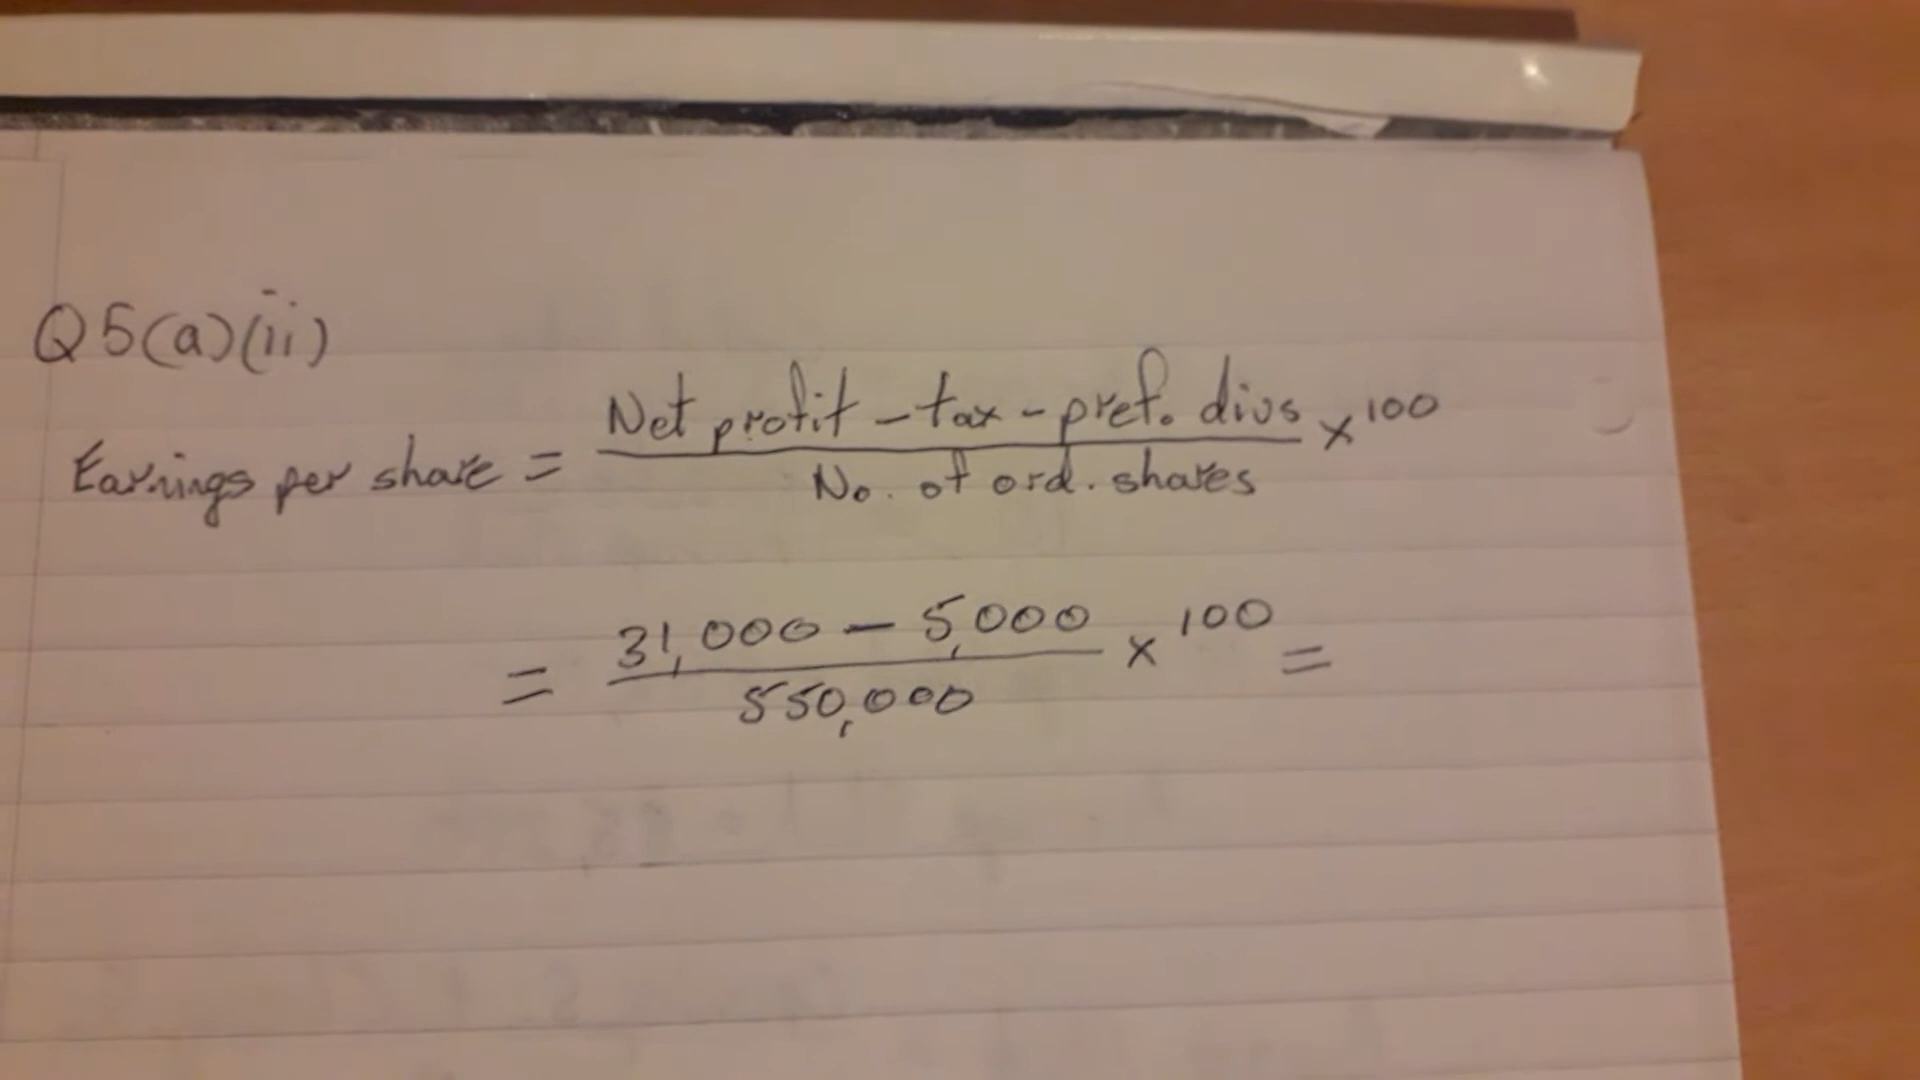 Q5(a)(ii)
Earnings per share = Net profit - tax - pref. divs × 100
No. of ord. shares
= 31,000 - 5,000 × 100 =
550,000